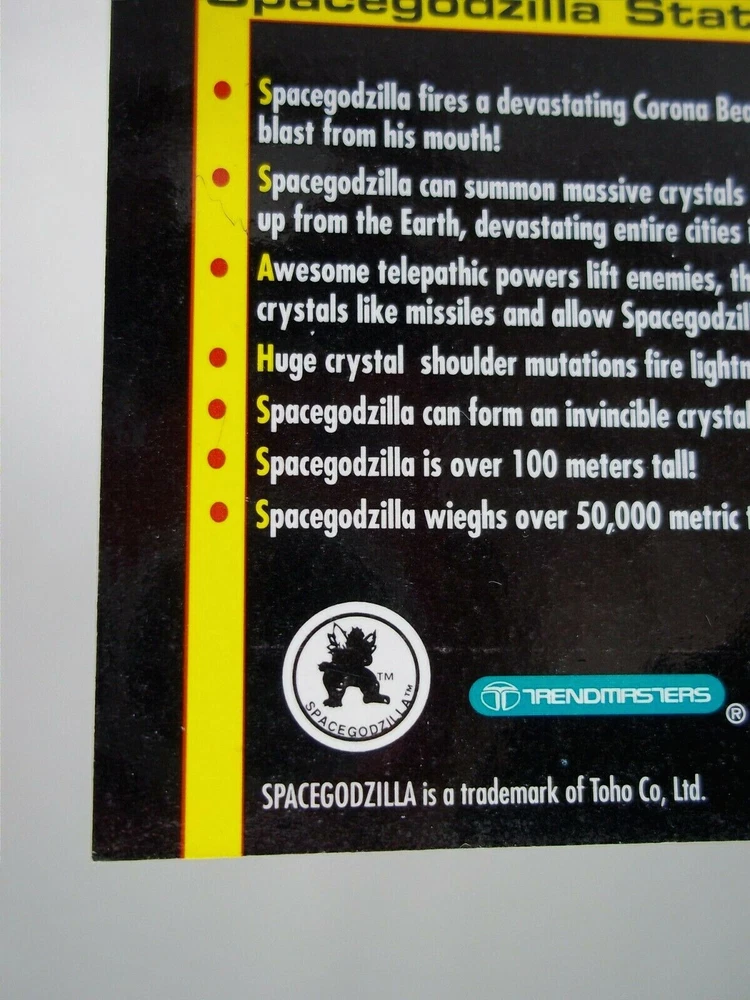 Spacegodzilla Stat
Spacegodzilla fires a devastating Corona Bea
blast from his mouth!
Spacegodzilla can summon massive crystals
up from the Earth, devastating entire cities i
Awesome telepathic powers lift enemies, th
crystals like missiles and allow Spacegodzil
Huge crystal shoulder mutations fire lightn
Spacegodzilla can form an invincible crystal
Spacegodzilla is over 100 meters tall!
Spacegodzilla wieghs over 50,000 metric t
TM
SPACEGODZILLA™
TRENDMASTERS
®
SPACEGODZILLA is a trademark of Toho Co, Ltd.